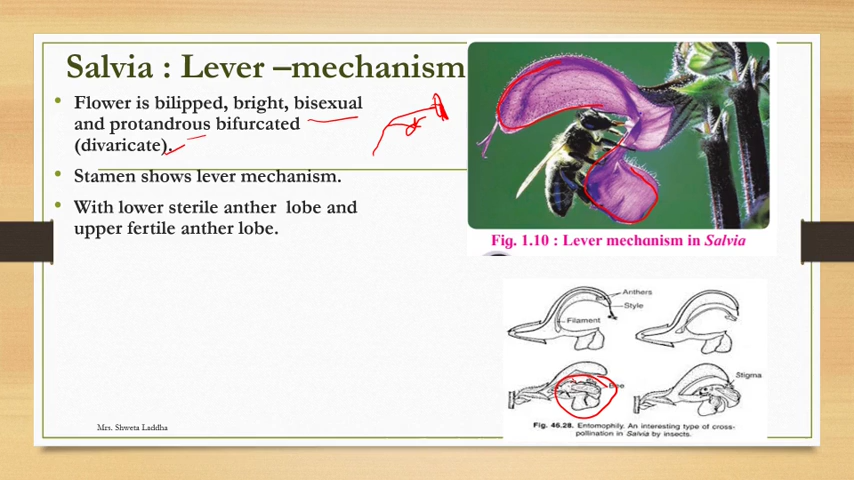 Salvia : Lever –mechanism
Flower is bilipped, bright, bisexual
and protandrous bifurcated
(divaricate).
Stamen shows lever mechanism.
With lower sterile anther lobe and
upper fertile anther lobe.
Fig. 1.10 : Lever mechanism in Salvia
Anthers
Style
Filament
Bee
Stigma
Fig. 46.28. Entomophily. An interesting type of cross-
pollination in Salvia by insects.
Mrs. Shweta Laddha